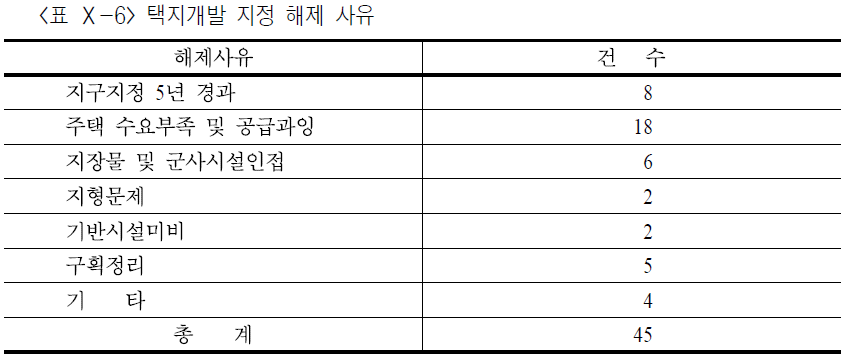 <표 Ⅹ-6> 택지개발 지정 해제 사유
해제사유 건 수
지구지정 5년 경과 8
주택 수요부족 및 공급과잉 18
지장물 및 군사시설인접 6
지형문제 2
기반시설미비 2
구획정리 5
기 타 4
총 계 45